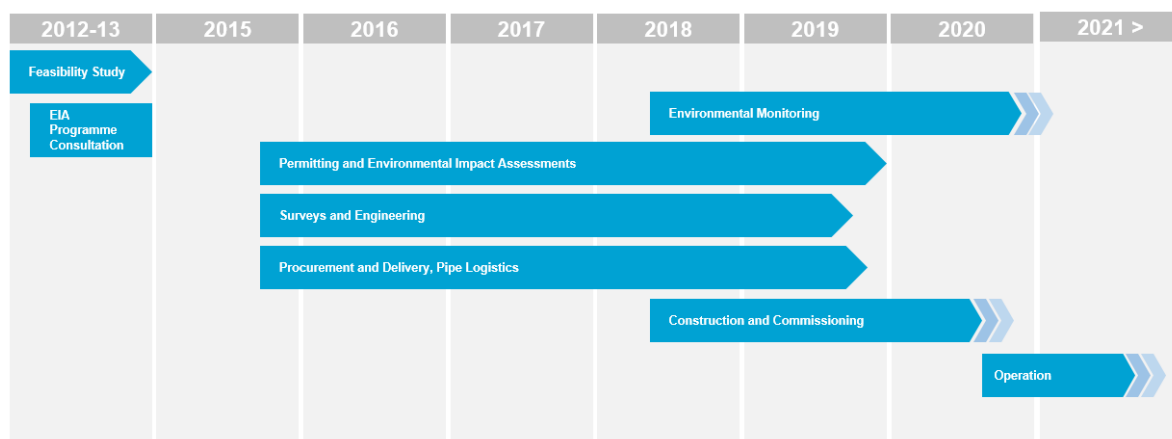 2012-13 2015 2016 2017 2018 2019 2020 2021 >
Feasibility Study
EIA
Programme
Consultation
Environmental Monitoring
Permitting and Environmental Impact Assessments
Surveys and Engineering
Procurement and Delivery, Pipe Logistics
Construction and Commissioning
Operation